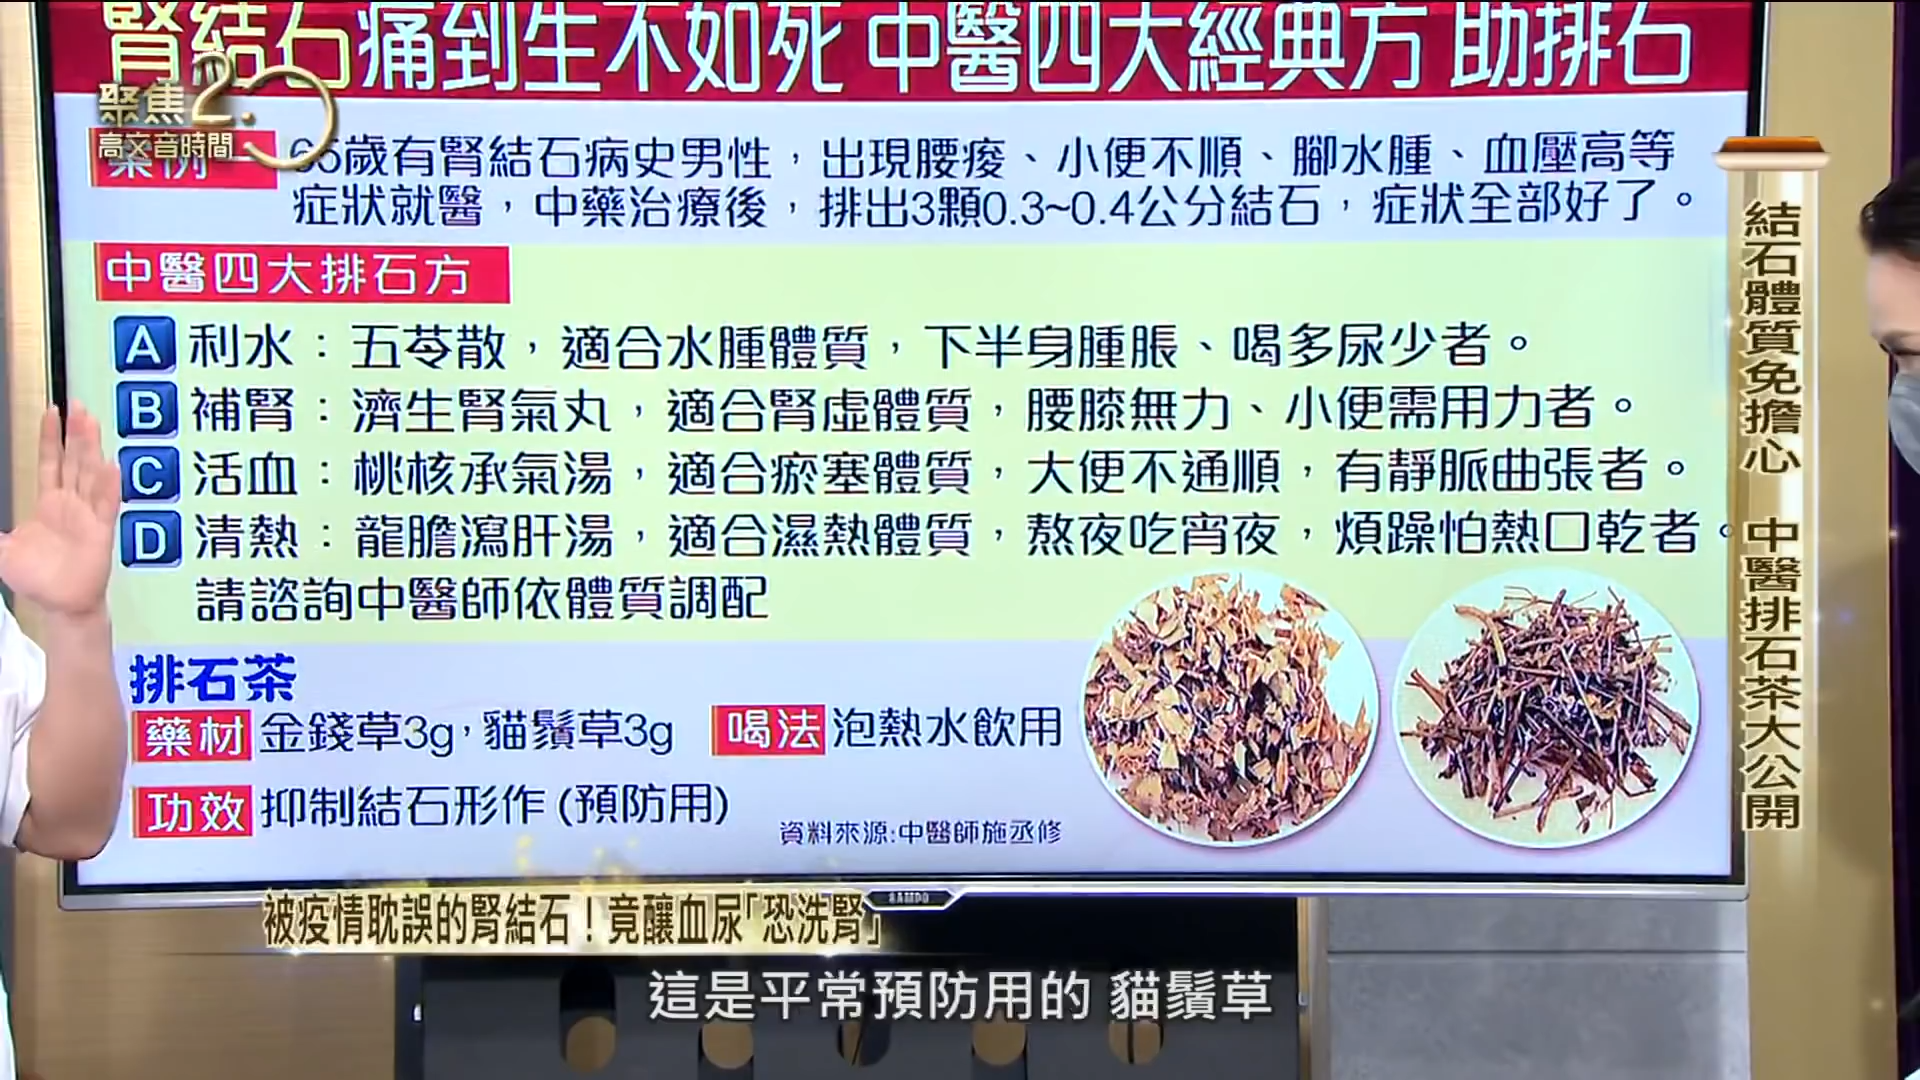 腎結石痛到生不如死 中醫四大經典方 助排石
聚焦2.0
高文音時間
案例
65歲有腎結石病史男性，出現腰痠、小便不順、腳水腫、血壓高等
症狀就醫，中藥治療後，排出3顆0.3~0.4公分結石，症狀全部好了。
中醫四大排石方
A 利水：五苓散，適合水腫體質，下半身腫脹、喝多尿少者。
B 補腎：濟生腎氣丸，適合腎虛體質，腰膝無力、小便需用力者。
C 活血：桃核承氣湯，適合瘀塞體質，大便不通順，有靜脈曲張者。
D 清熱：龍膽瀉肝湯，適合濕熱體質，熬夜吃宵夜，煩躁怕熱口乾者。
請諮詢中醫師依體質調配
排石茶
藥材 金錢草3g，貓鬚草3g 喝法 泡熱水飲用
功效 抑制結石形作(預防用)
資料來源:中醫師施丞修
SAMPO
結石體質免擔心 中醫排石茶大公開
被疫情耽誤的腎結石！竟釀血尿「恐洗腎」
這是平常預防用的 貓鬚草